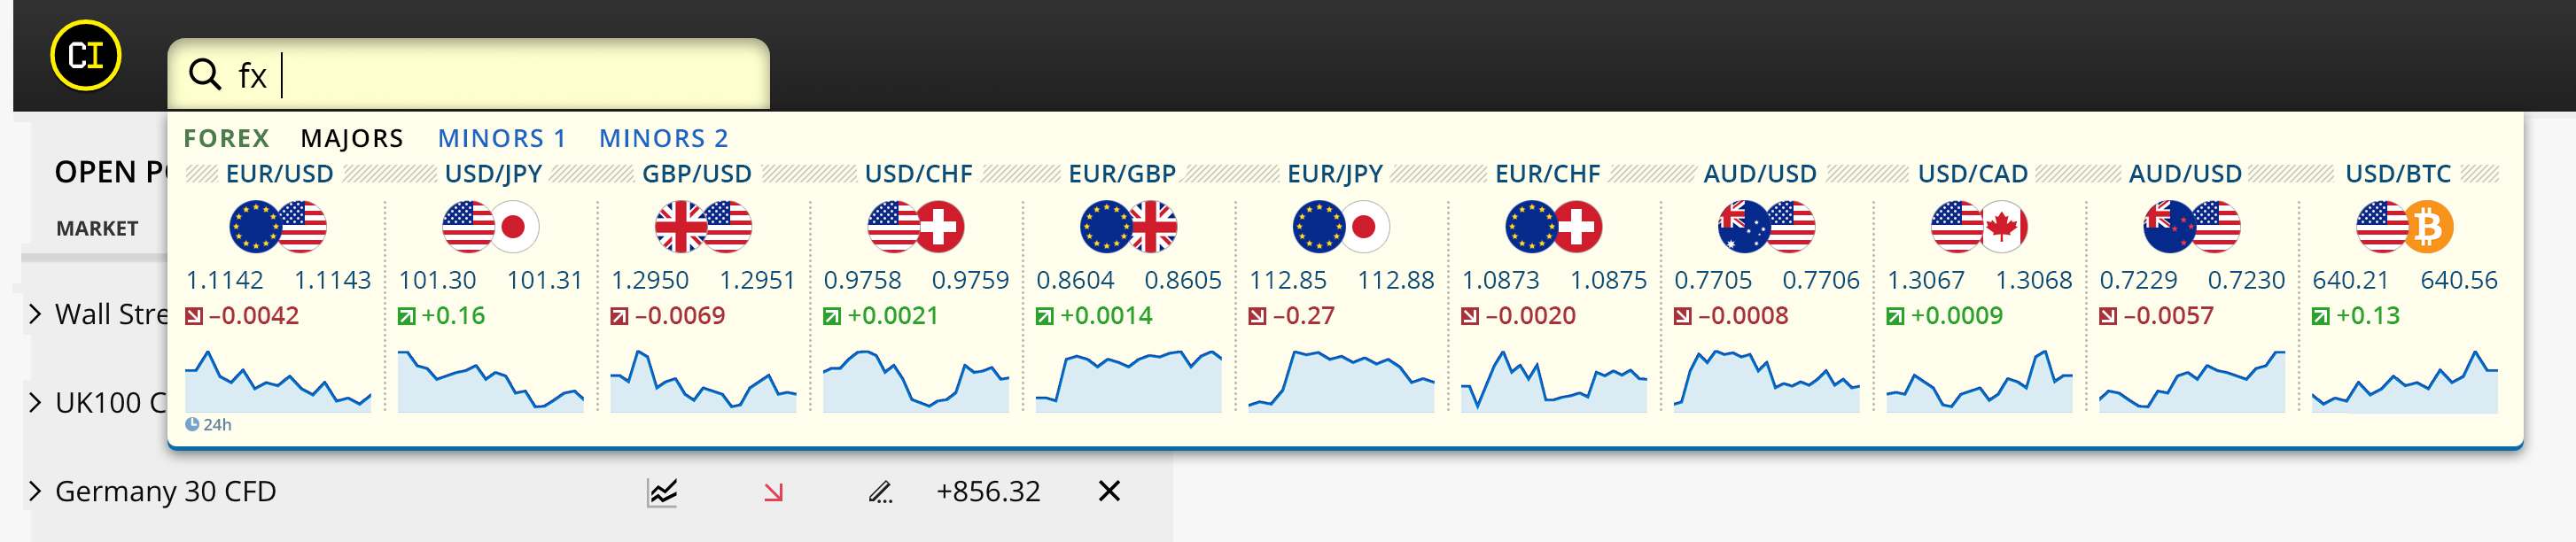 CI
fx
FOREX MAJORS MINORS 1 MINORS 2
EUR/USD USD/JPY GBP/USD USD/CHF EUR/GBP EUR/JPY EUR/CHF AUD/USD USD/CAD AUD/USD USD/BTC
1.1142 1.1143 101.30 101.31 1.2950 1.2951 0.9758 0.9759 0.8604 0.8605 112.85 112.88 1.0873 1.0875 0.7705 0.7706 1.3067 1.3068 0.7229 0.7230 640.21 640.56
–0.0042 +0.16 –0.0069 +0.0021 +0.0014 –0.27 –0.0020 –0.0008 +0.0009 –0.0057 +0.13
24h
OPEN P
MARKET
Wall Stre
UK100 C
Germany 30 CFD +856.32